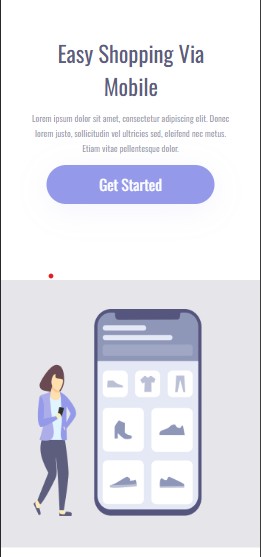 Easy Shopping Via
Mobile
Lorem ipsum dolor sit amet, consectetur adipiscing elit. Donec
lorem justo, sollicitudin vel ultricies sed, eleifend nec metus.
Etiam vitae pellentesque dolor.
Get Started